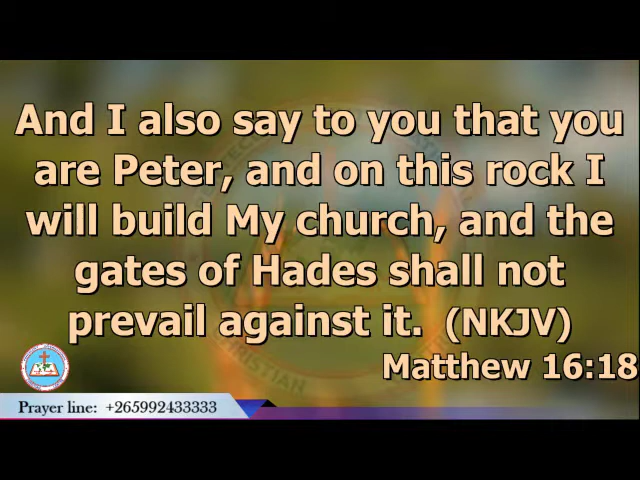 And I also say to you that you
are Peter, and on this rock I
will build My church, and the
gates of Hades shall not
prevail against it. (NKJV)
Matthew 16:18
Prayer line: +265992433333
CHRISTIAN